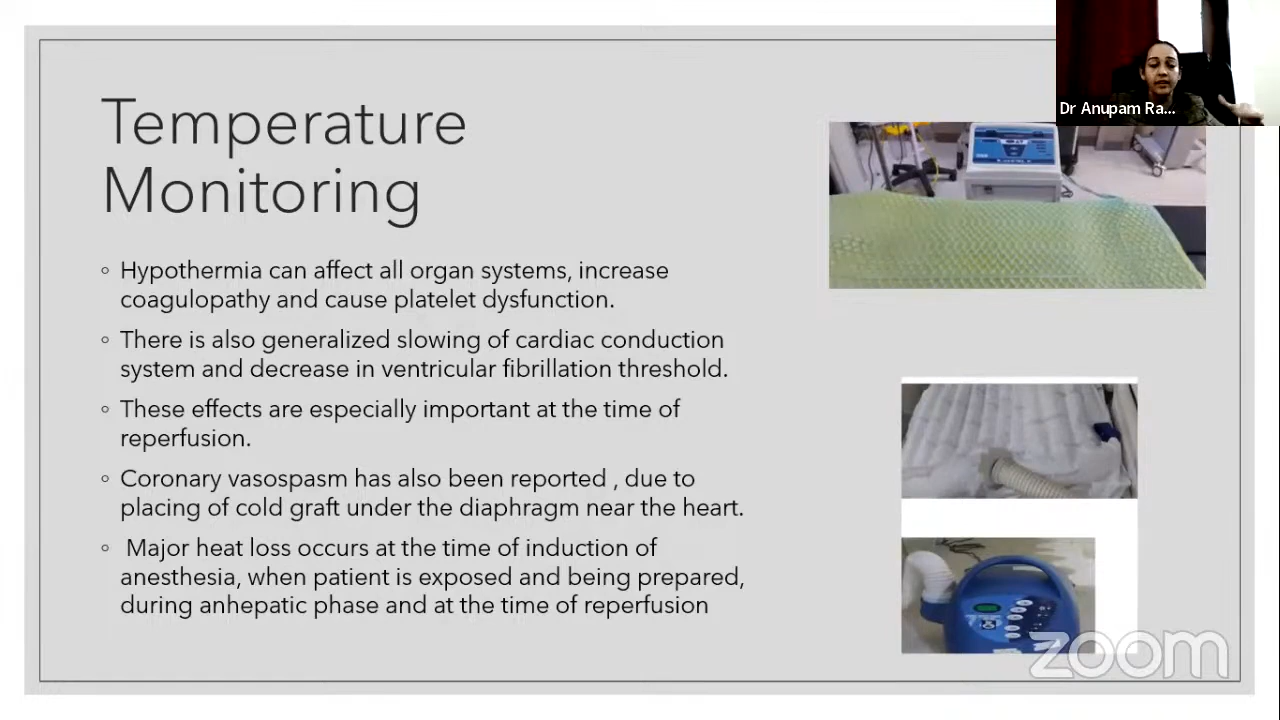 Dr Anupam Ra...
Temperature
Monitoring
◦ Hypothermia can affect all organ systems, increase
coagulopathy and cause platelet dysfunction.
◦ There is also generalized slowing of cardiac conduction
system and decrease in ventricular fibrillation threshold.
◦ These effects are especially important at the time of
reperfusion.
◦ Coronary vasospasm has also been reported , due to
placing of cold graft under the diaphragm near the heart.
◦ Major heat loss occurs at the time of induction of
anesthesia, when patient is exposed and being prepared,
during anhepatic phase and at the time of reperfusion
zoom